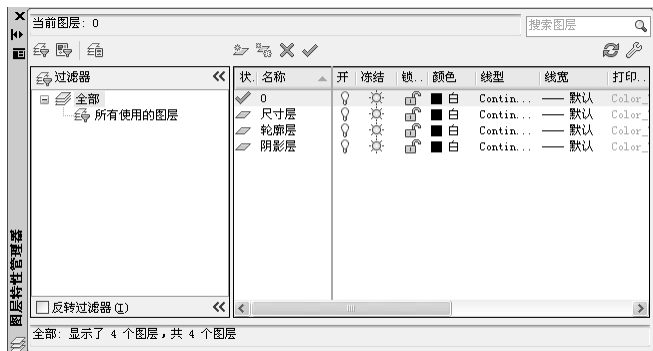 当前图层: 0
搜索图层
过滤器
状. 名称 开 冻结 锁.. 颜色 线型 线宽 打印..
全部
所有使用的图层
0 白 Contin... 默认 Color_
尺寸层 白 Contin... 默认 Color_
轮廓层 白 Contin... 默认 Color_
阴影层 白 Contin... 默认 Color_
反转过滤器(I)
全部: 显示了 4 个图层，共 4 个图层
图层特性管理器